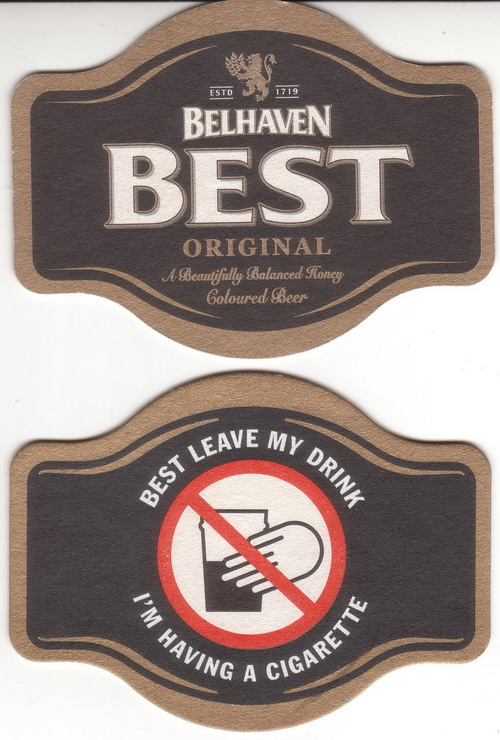 ESTD 1719
BELHAVEN
BEST
ORIGINAL
A Beautifully Balanced Honey
Coloured Beer
BEST LEAVE MY DRINK
I'M HAVING A CIGARETTE